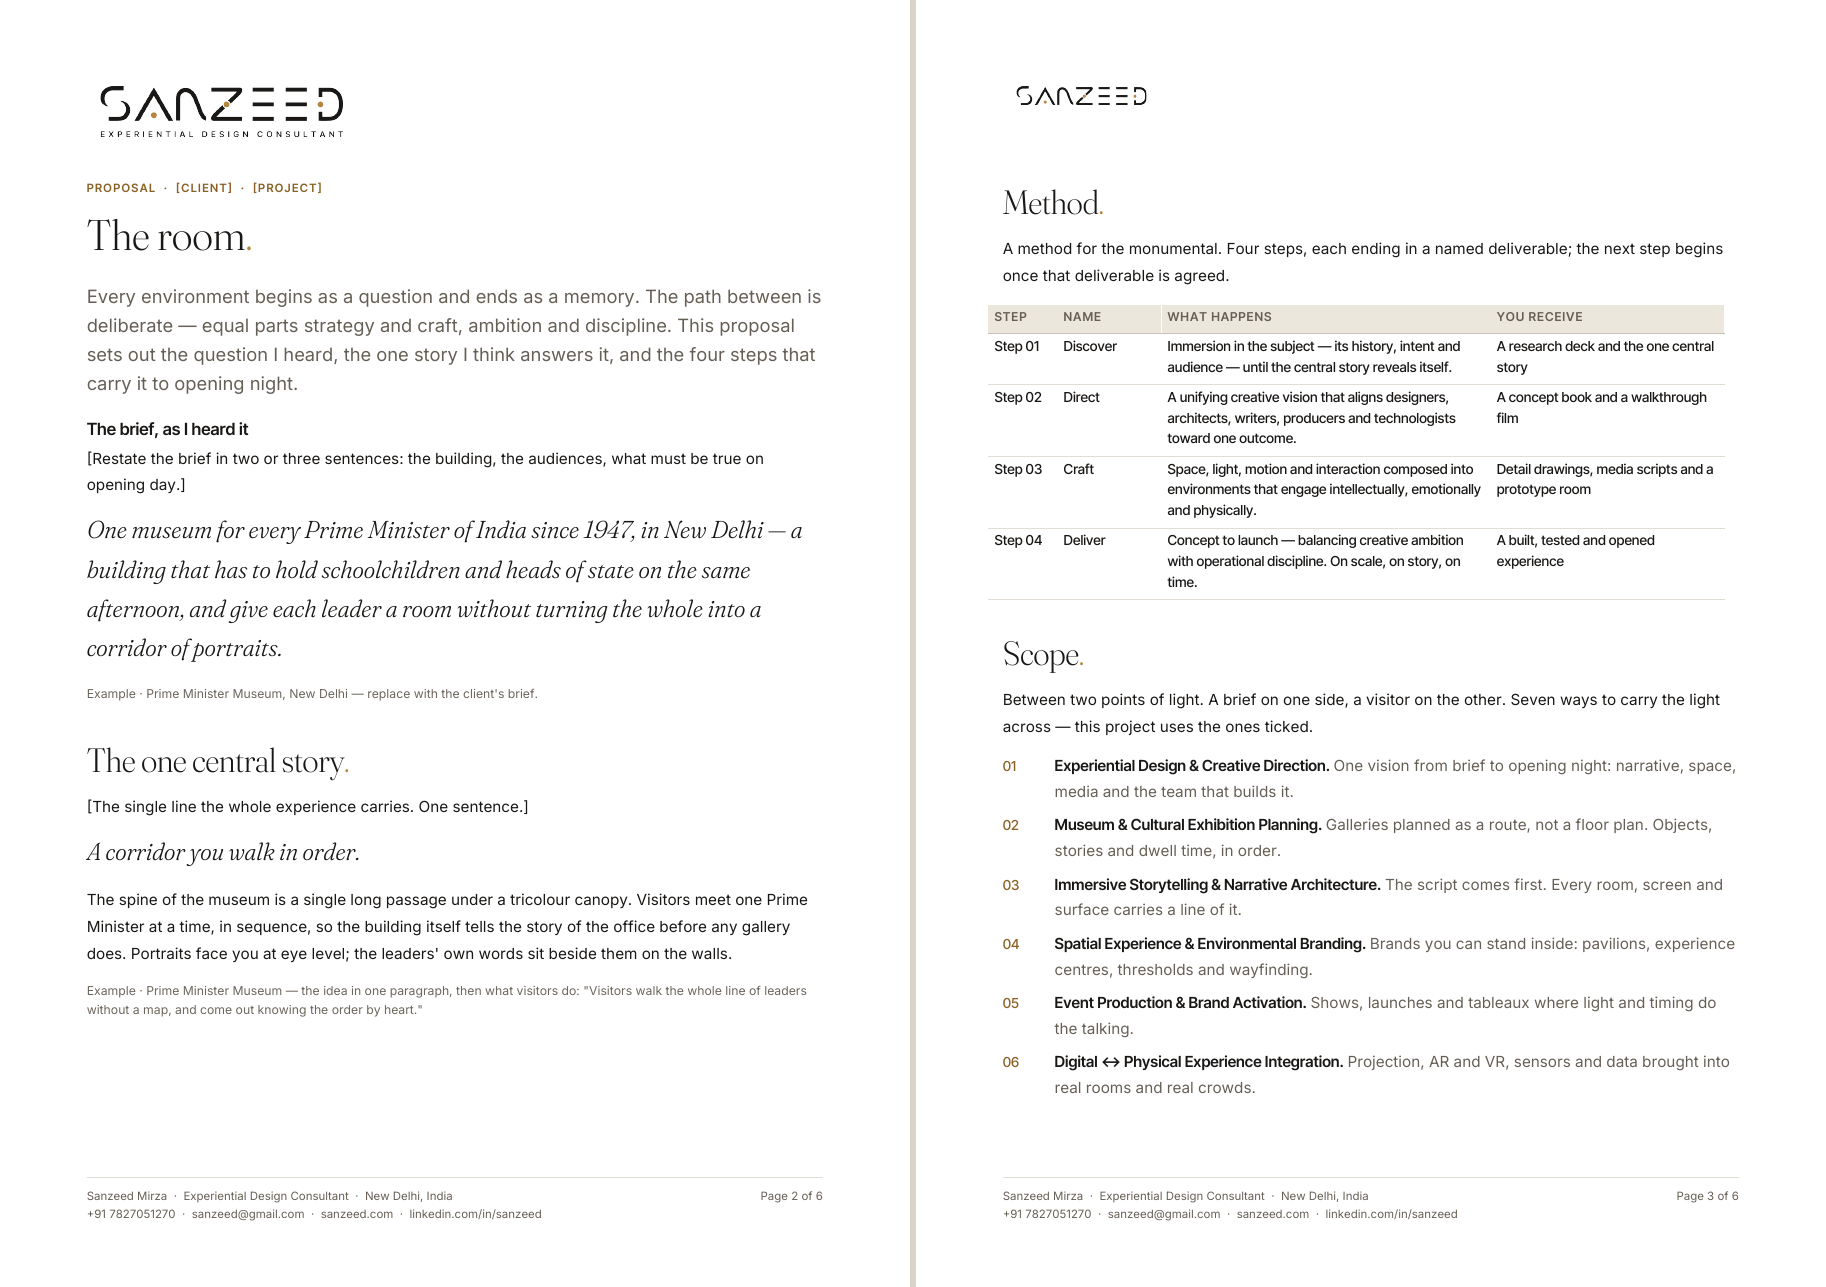 SANZEED
EXPERIENTIAL DESIGN CONSULTANT
PROPOSAL · [CLIENT] · [PROJECT]
The room.
Every environment begins as a question and ends as a memory. The path between is
deliberate — equal parts strategy and craft, ambition and discipline. This proposal
sets out the question I heard, the one story I think answers it, and the four steps that
carry it to opening night.
The brief, as I heard it
[Restate the brief in two or three sentences: the building, the audiences, what must be true on
opening day.]
One museum for every Prime Minister of India since 1947, in New Delhi — a
building that has to hold schoolchildren and heads of state on the same
afternoon, and give each leader a room without turning the whole into a
corridor of portraits.
Example · Prime Minister Museum, New Delhi — replace with the client's brief.
The one central story.
[The single line the whole experience carries. One sentence.]
A corridor you walk in order.
The spine of the museum is a single long passage under a tricolour canopy. Visitors meet one Prime
Minister at a time, in sequence, so the building itself tells the story of the office before any gallery
does. Portraits face you at eye level; the leaders' own words sit beside them on the walls.
Example · Prime Minister Museum — the idea in one paragraph, then what visitors do: "Visitors walk the whole line of leaders
without a map, and come out knowing the order by heart."
Sanzeed Mirza · Experiential Design Consultant · New Delhi, India
Page 2 of 6
+91 7827051270 · sanzeed@gmail.com · sanzeed.com · linkedin.com/in/sanzeed
SANZEED
Method.
A method for the monumental. Four steps, each ending in a named deliverable; the next step begins
once that deliverable is agreed.
STEP NAME WHAT HAPPENS YOU RECEIVE
Step 01 Discover Immersion in the subject — its history, intent and A research deck and the one central
audience — until the central story reveals itself. story
Step 02 Direct A unifying creative vision that aligns designers, A concept book and a walkthrough
architects, writers, producers and technologists film
toward one outcome.
Step 03 Craft Space, light, motion and interaction composed into Detail drawings, media scripts and a
environments that engage intellectually, emotionally prototype room
and physically.
Step 04 Deliver Concept to launch — balancing creative ambition A built, tested and opened
with operational discipline. On scale, on story, on experience
time.
Scope.
Between two points of light. A brief on one side, a visitor on the other. Seven ways to carry the light
across — this project uses the ones ticked.
01 Experiential Design & Creative Direction. One vision from brief to opening night: narrative, space,
media and the team that builds it.
02 Museum & Cultural Exhibition Planning. Galleries planned as a route, not a floor plan. Objects,
stories and dwell time, in order.
03 Immersive Storytelling & Narrative Architecture. The script comes first. Every room, screen and
surface carries a line of it.
04 Spatial Experience & Environmental Branding. Brands you can stand inside: pavilions, experience
centres, thresholds and wayfinding.
05 Event Production & Brand Activation. Shows, launches and tableaux where light and timing do
the talking.
06 Digital ↔ Physical Experience Integration. Projection, AR and VR, sensors and data brought into
real rooms and real crowds.
Sanzeed Mirza · Experiential Design Consultant · New Delhi, India
Page 3 of 6
+91 7827051270 · sanzeed@gmail.com · sanzeed.com · linkedin.com/in/sanzeed